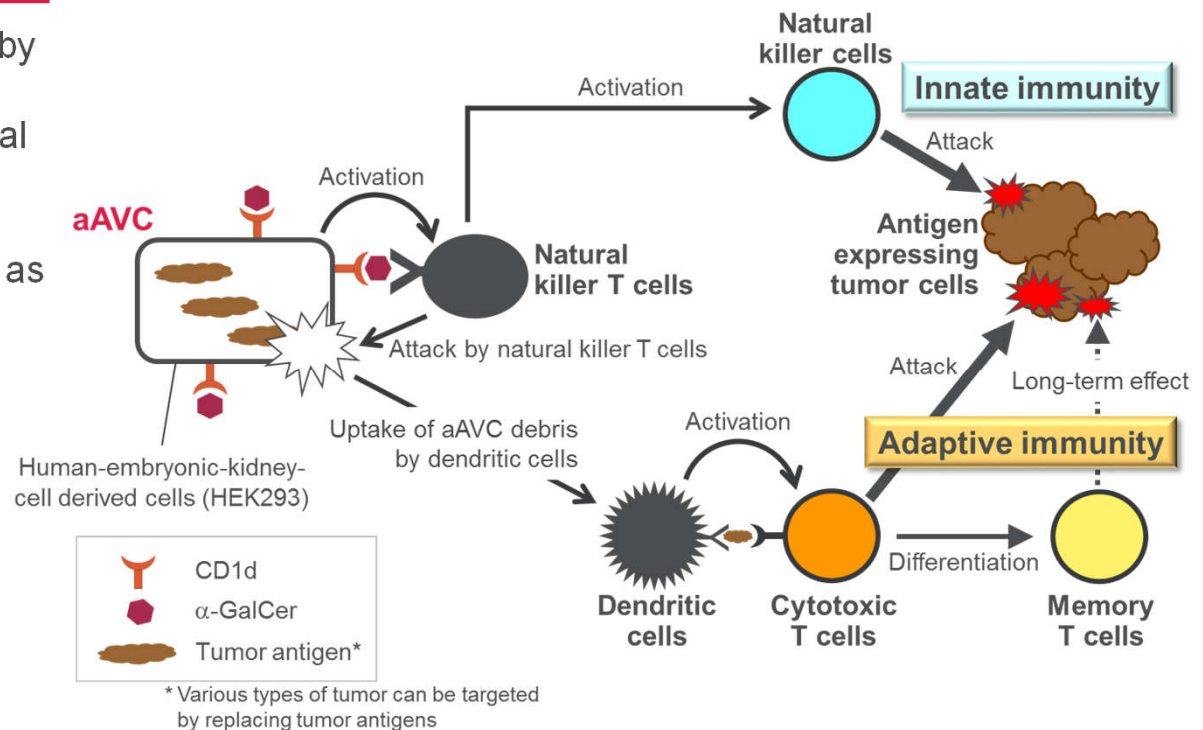 by
al
as
Natural
killer cells
Innate immunity
Activation
Attack
Activation
aAVC
Natural
killer T cells
Antigen
expressing
tumor cells
Attack by natural killer T cells
Attack
Long-term effect
Uptake of aAVC debris
by dendritic cells
Activation
Adaptive immunity
Human-embryonic-kidney-
cell derived cells (HEK293)
Differentiation
Dendritic
cells
Cytotoxic
T cells
Memory
T cells
CD1d
α-GalCer
Tumor antigen*
* Various types of tumor can be targeted
by replacing tumor antigens